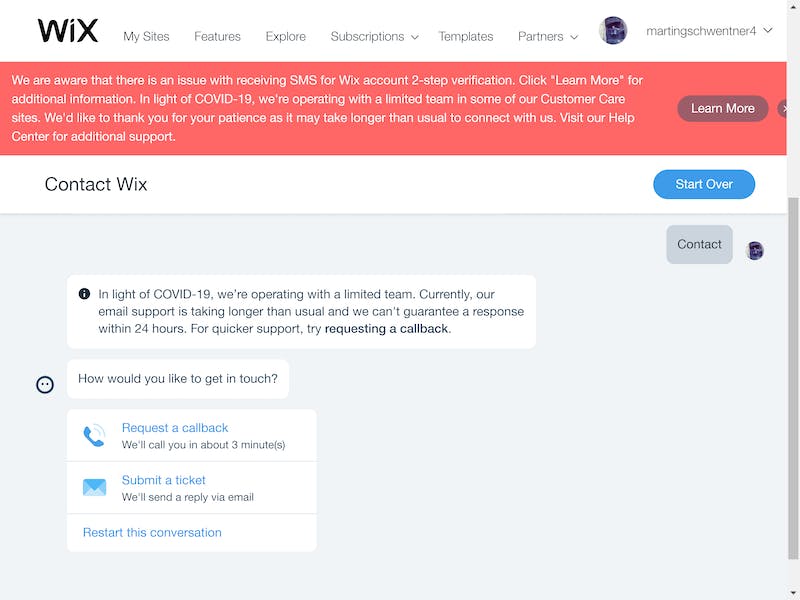 WiX
My Sites
Features
Explore
Subscriptions
Templates
Partners
martingschwentner4
We are aware that there is an issue with receiving SMS for Wix account 2-step verification. Click "Learn More" for
additional information. In light of COVID-19, we're operating with a limited team in some of our Customer Care
sites. We'd like to thank you for your patience as it may take longer than usual to connect with us. Visit our Help
Center for additional support.
Learn More
Contact Wix
Start Over
Contact
In light of COVID-19, we're operating with a limited team. Currently, our
email support is taking longer than usual and we can't guarantee a response
within 24 hours. For quicker support, try requesting a callback.
How would you like to get in touch?
Request a callback
We'll call you in about 3 minute(s)
Submit a ticket
We'll send a reply via email
Restart this conversation